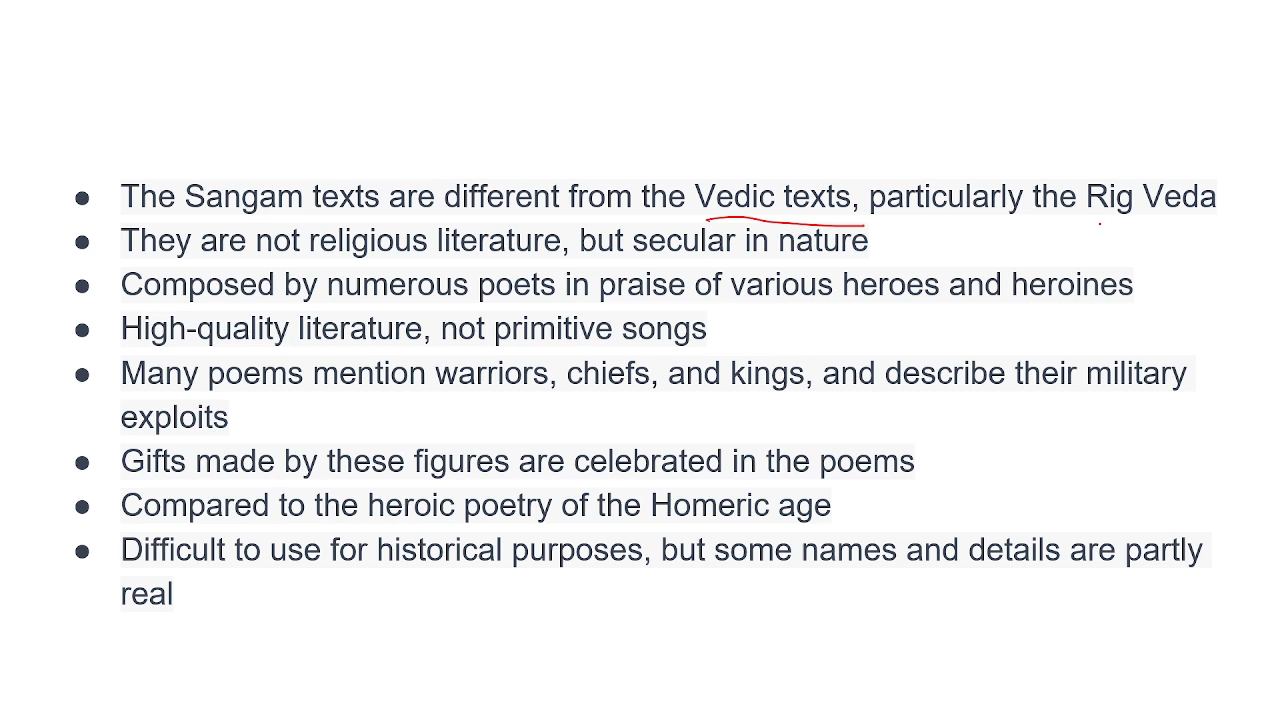 ● The Sangam texts are different from the Vedic texts, particularly the Rig Veda
● They are not religious literature, but secular in nature
● Composed by numerous poets in praise of various heroes and heroines
● High-quality literature, not primitive songs
● Many poems mention warriors, chiefs, and kings, and describe their military
exploits
● Gifts made by these figures are celebrated in the poems
● Compared to the heroic poetry of the Homeric age
● Difficult to use for historical purposes, but some names and details are partly
real